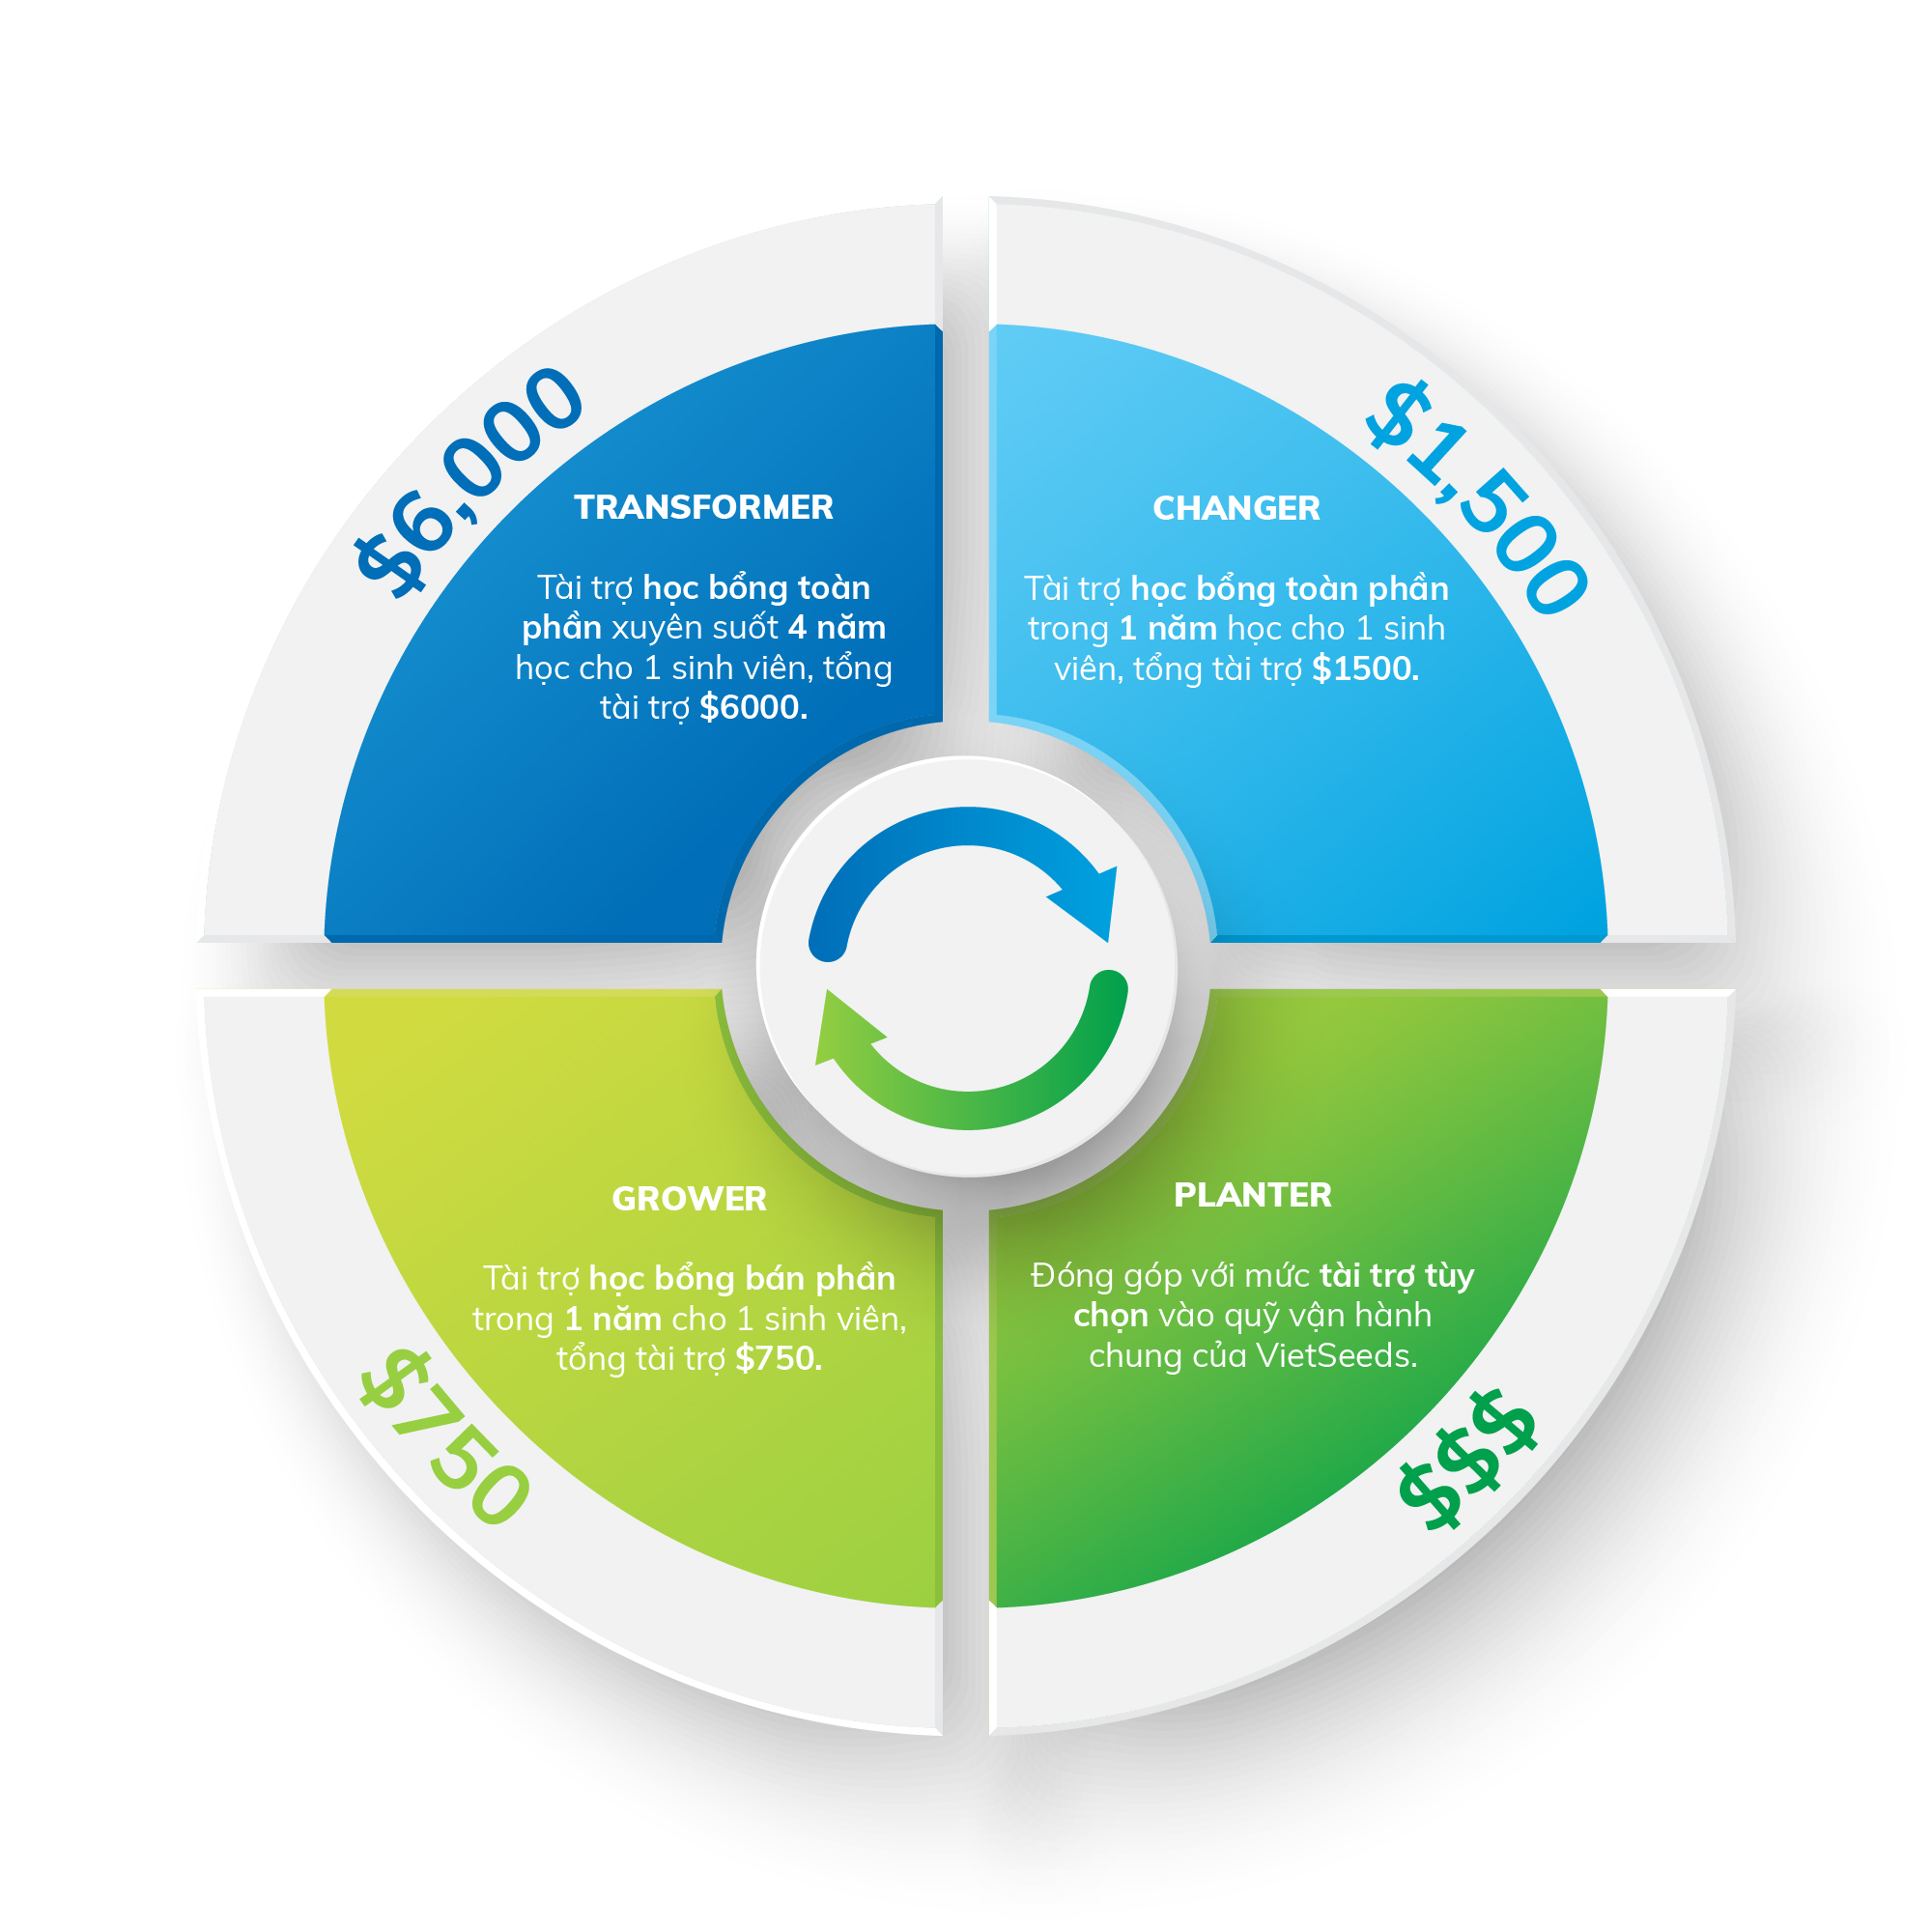 $6,000
TRANSFORMER
Tài trợ học bổng toàn
phần xuyên suốt 4 năm
học cho 1 sinh viên, tổng
tài trợ $6000.
$1,500
CHANGER
Tài trợ học bổng toàn phần
trong 1 năm học cho 1 sinh
viên, tổng tài trợ $1500.
GROWER
Tài trợ học bổng bán phần
trong 1 năm cho 1 sinh viên,
tổng tài trợ $750.
$750
PLANTER
Đóng góp với mức tài trợ tùy
chọn vào quỹ vận hành
chung của VietSeeds.
$$$